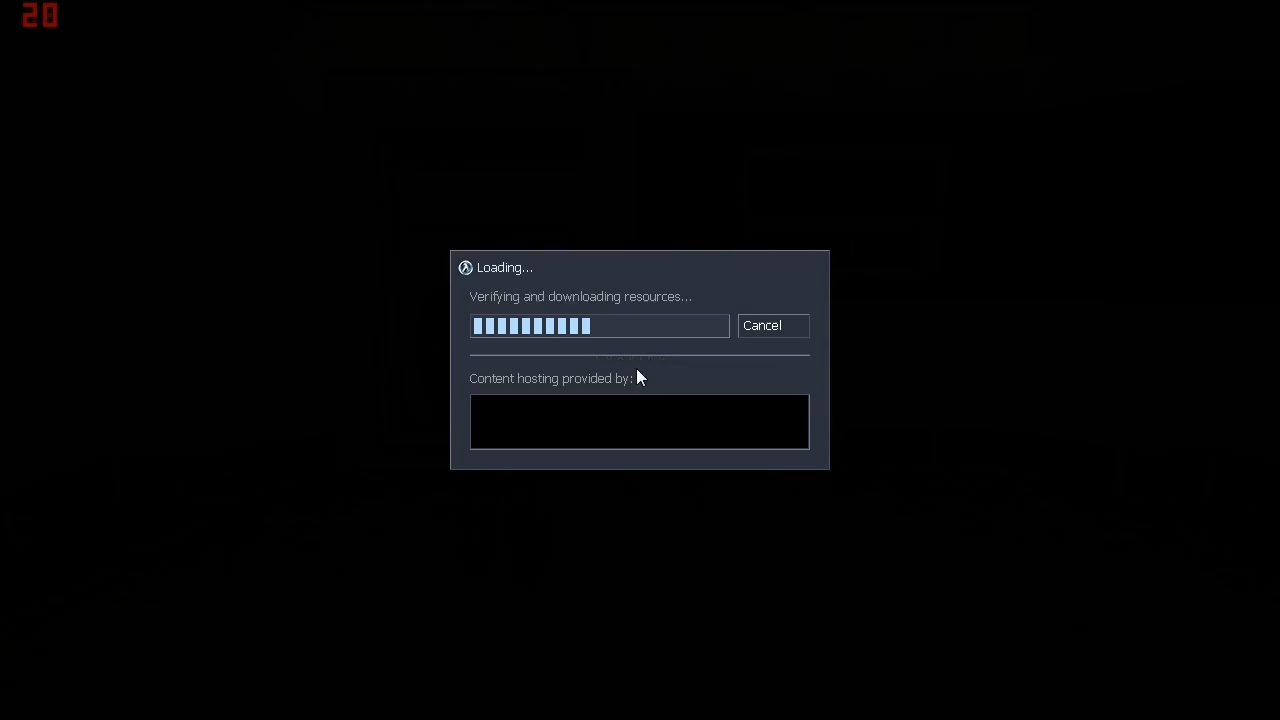 20
Loading...
Verifying and downloading resources...
Cancel
Content hosting provided by: